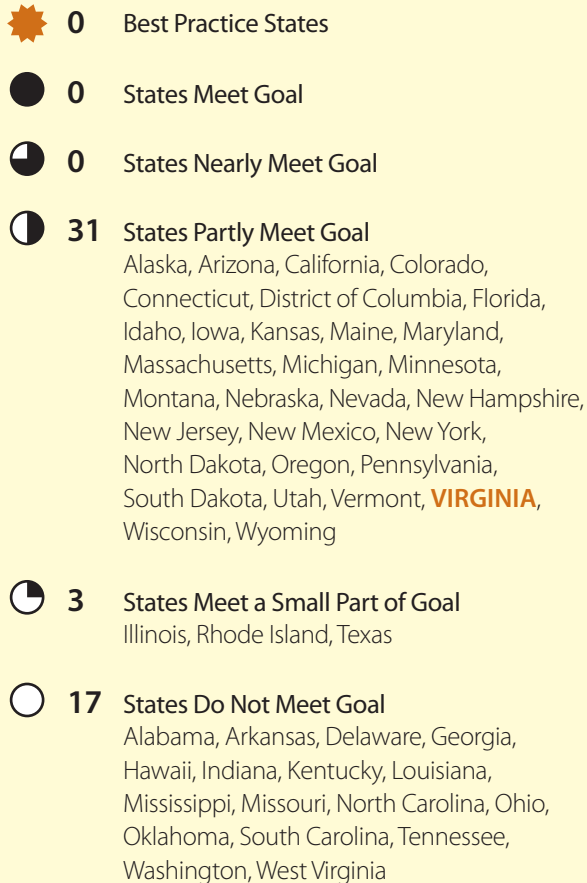 0 Best Practice States
0 States Meet Goal
0 States Nearly Meet Goal
31 States Partly Meet Goal
Alaska, Arizona, California, Colorado,
Connecticut, District of Columbia, Florida,
Idaho, Iowa, Kansas, Maine, Maryland,
Massachusetts, Michigan, Minnesota,
Montana, Nebraska, Nevada, New Hampshire,
New Jersey, New Mexico, New York,
North Dakota, Oregon, Pennsylvania,
South Dakota, Utah, Vermont, VIRGINIA,
Wisconsin, Wyoming
3 States Meet a Small Part of Goal
Illinois, Rhode Island, Texas
17 States Do Not Meet Goal
Alabama, Arkansas, Delaware, Georgia,
Hawaii, Indiana, Kentucky, Louisiana,
Mississippi, Missouri, North Carolina, Ohio,
Oklahoma, South Carolina, Tennessee,
Washington, West Virginia